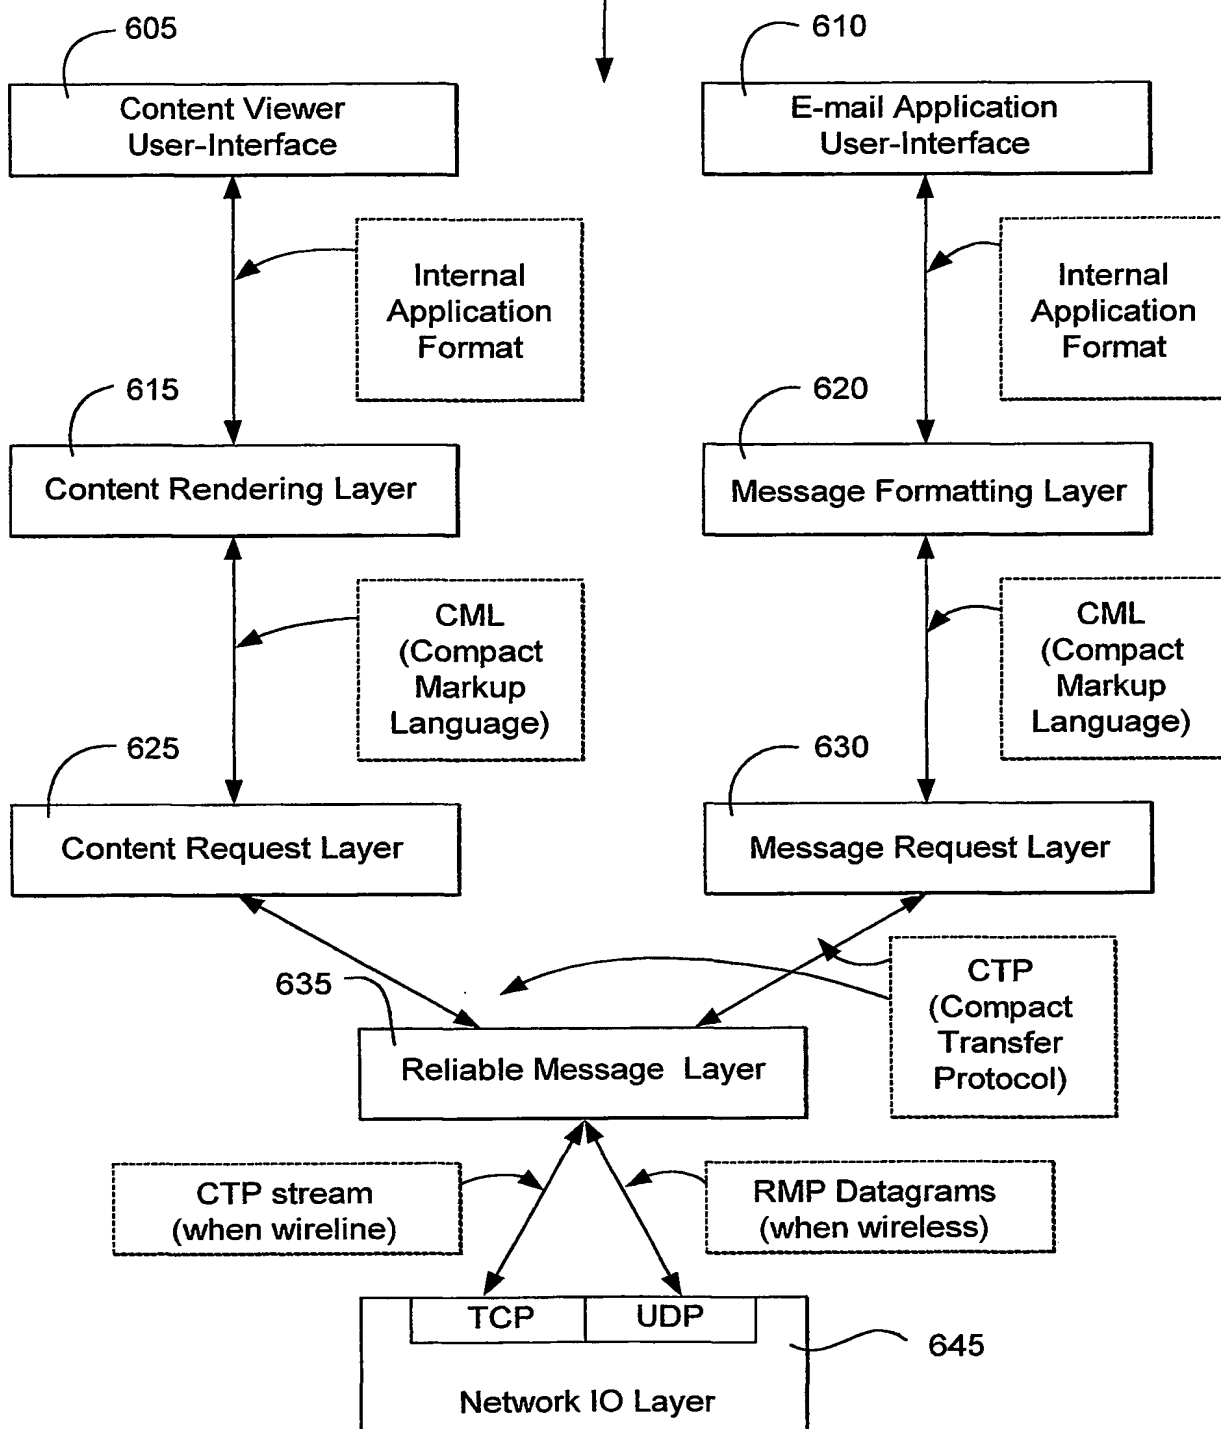 605
610
Content Viewer
User-Interface
E-mail Application
User-Interface
Internal
Application
Format
Internal
Application
Format
615
620
Content Rendering Layer
Message Formatting Layer
CML
(Compact
Markup
Language)
CML
(Compact
Markup
Language)
625
630
Content Request Layer
Message Request Layer
635
CTP
(Compact
Transfer
Protocol)
Reliable Message Layer
CTP stream
(when wireline)
RMP Datagrams
(when wireless)
TCP
UDP
645
Network IO Layer